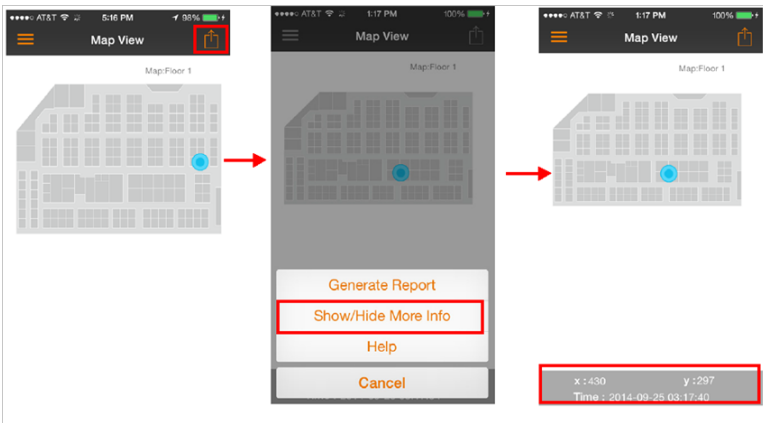 AT&T 5:16 PM 98%
Map View
Map:Floor 1
AT&T 1:17 PM 100%
Map View
Map:Floor 1
Generate Report
Show/Hide More Info
Help
Cancel
AT&T 1:17 PM 100%
Map View
Map:Floor 1
x :430 y :297
Time : 2014-09-25 03:17:40